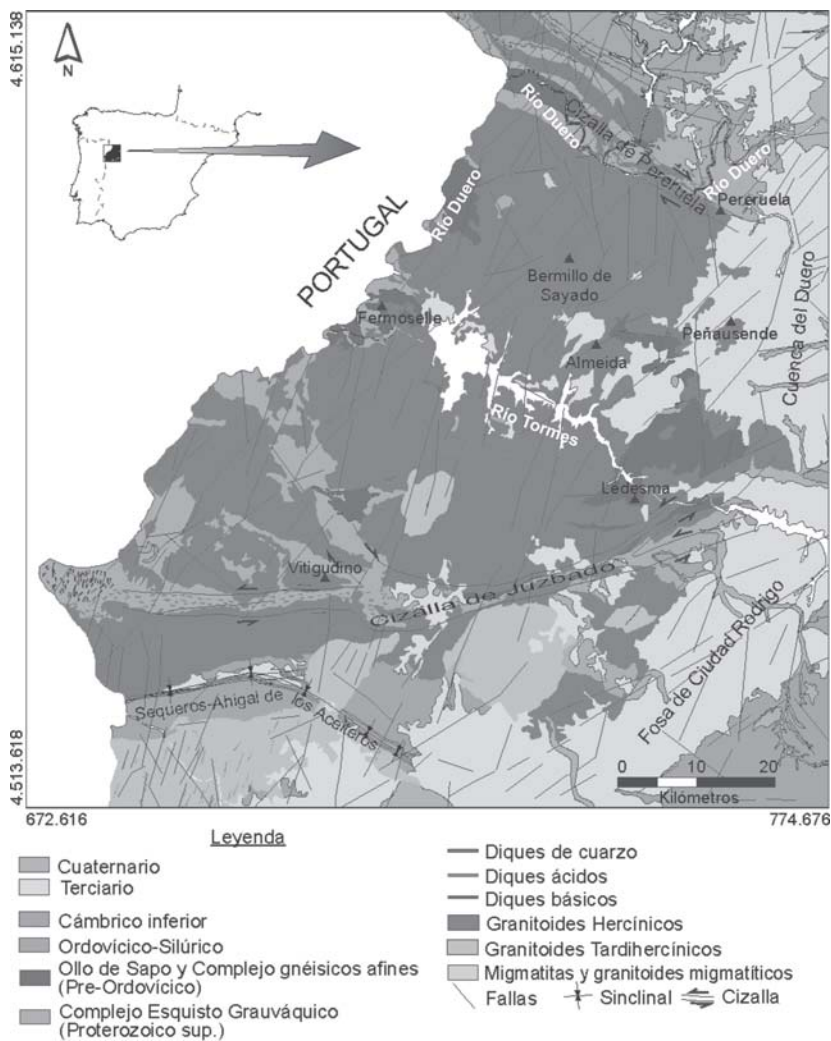 4.615.138
N
Río Duero
Cizalla de Pereruela
Río Duero
Pereruela
Río Duero
PORTUGAL
Bermillo de
Sayado
Fermoselle
Peñausende
Almeida
Cuenca del Duero
Río Tormes
Ledesma
Vitigudino
Cizalla de Juzbado
Fosa de Ciudad Rodrigo
Sequeros-Ahigal de los Aceiteros
0 10 20
Kilómetros
4.513.618
672.616
774.676
Leyenda
Cuaternario
Terciario
Cámbrico inferior
Ordovícico-Silúrico
Ollo de Sapo y Complejo gnéisicos afines
(Pre-Ordovícico)
Complejo Esquisto Grauváquico
(Proterozoico sup.)
Diques de cuarzo
Diques ácidos
Diques básicos
Granitoides Hercínicos
Granitoides Tardihercínicos
Migmatitas y granitoides migmatíticos
Fallas
Sinclinal
Cizalla